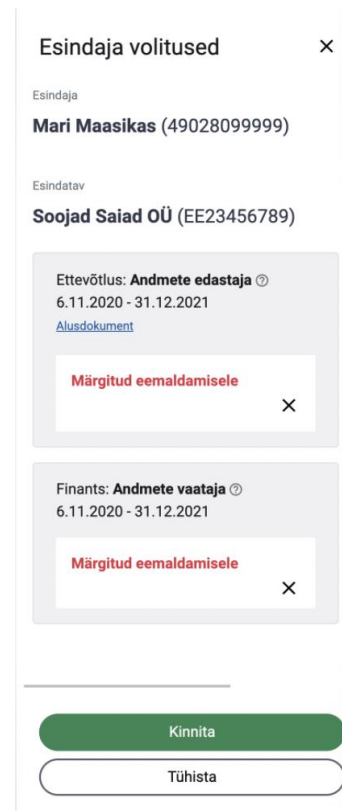 Esindaja volitused
Esindaja
Mari Maasikas (49028099999)
Esindatav
Soojad Saiad OÜ (EE23456789)
Ettevõtlus: Andmete edastaja
6.11.2020 - 31.12.2021
Alusdokument
Märgitud eemaldamisele
Finants: Andmete vaataja
6.11.2020 - 31.12.2021
Märgitud eemaldamisele
Kinnita
Tühista